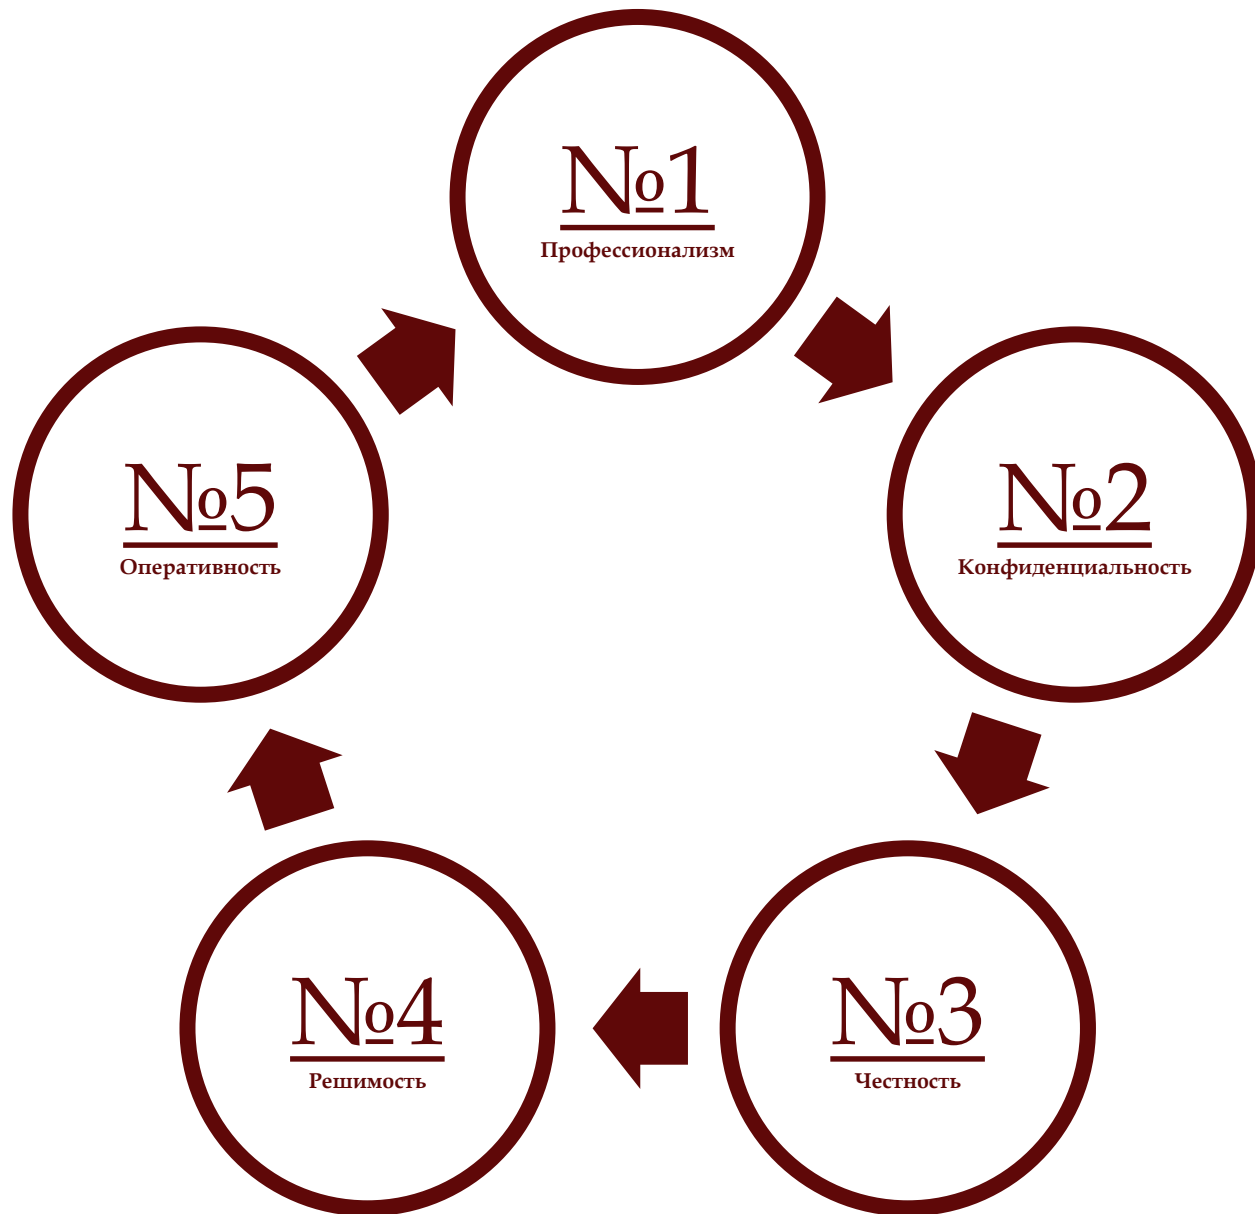 №1
Профессионализм
№2
Конфиденциальность
№3
Честность
№4
Решимость
№5
Оперативность